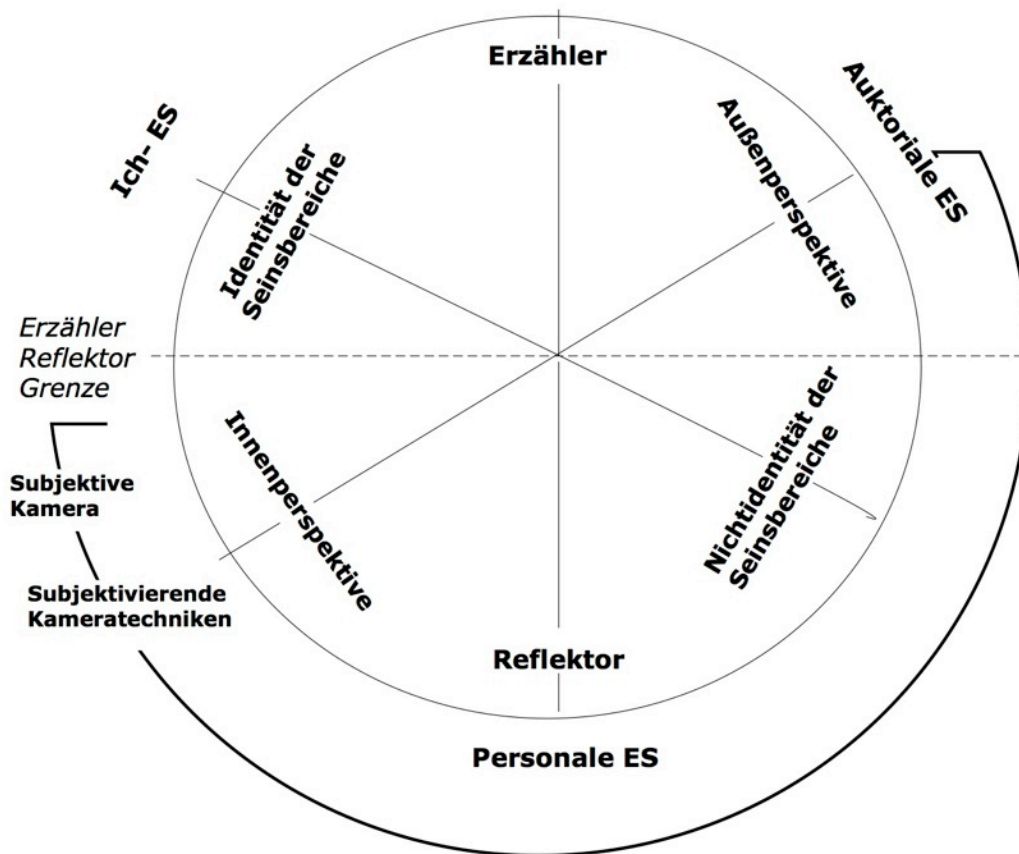 Erzähler
Auktoriale ES
Außenperspektive
Ich- ES
Identität der
Seinsbereiche
Erzähler
Reflektor
Grenze
Innenperspektive
Nichtidentität der
Seinsbereiche
Subjektive
Kamera
Subjektivierende
Kameratechniken
Reflektor
Personale ES